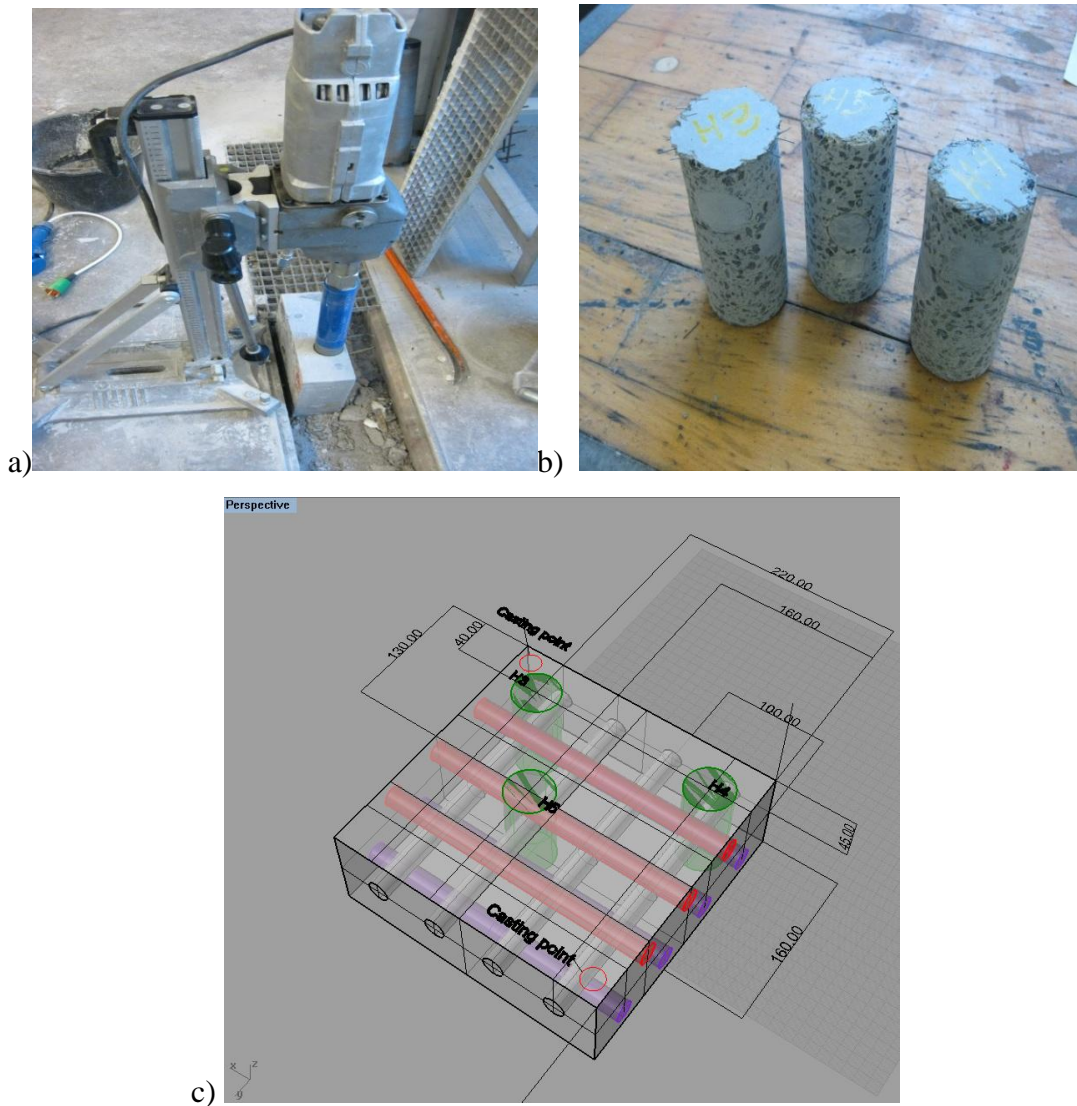 H3
H5
H4
a)
b)
Perspective
220.00
160.00
Casting point
130.00
40.00
H3
100.00
H4
H5
45.00
Casting point
160.00
x z
y
c)